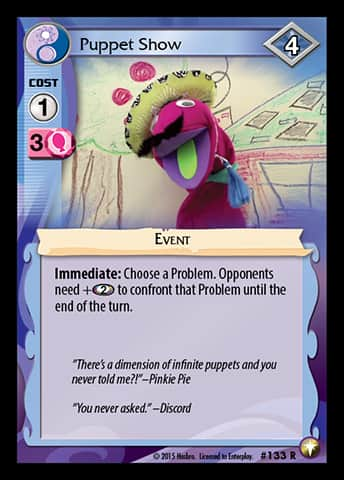 Puppet Show
4
COST
1
3
EVENT
Immediate: Choose a Problem. Opponents
need +2 to confront that Problem until the
end of the turn.
"There's a dimension of infinite puppets and you
never told me?!"–Pinkie Pie
"You never asked." –Discord
© 2015 Hasbro. Licensed to Enterplay. #133 R